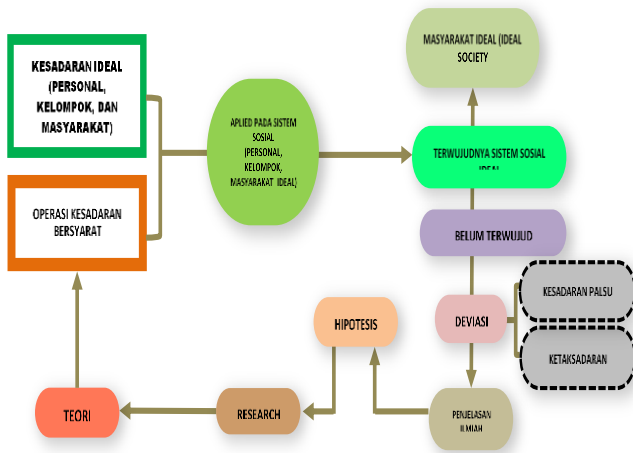 KESADARAN IDEAL
(PERSONAL,
KELOMPOK, DAN
MASYARAKAT)
OPERASI KESADARAN
BERSYARAT
APLIED PADA SISTEM
SOSIAL
(PERSONAL,
KELOMPOK,
MASYARAKAT IDEAL)
MASYARAKAT IDEAL (IDEAL
SOCIETY
TERWUJUDNYA SISTEM SOSIAL
IDEAL
BELUM TERWUJUD
DEVIASI
KESADARAN PALSU
KETAKSADARAN
PENJELASAN
ILMIAH
HIPOTESIS
RESEARCH
TEORI